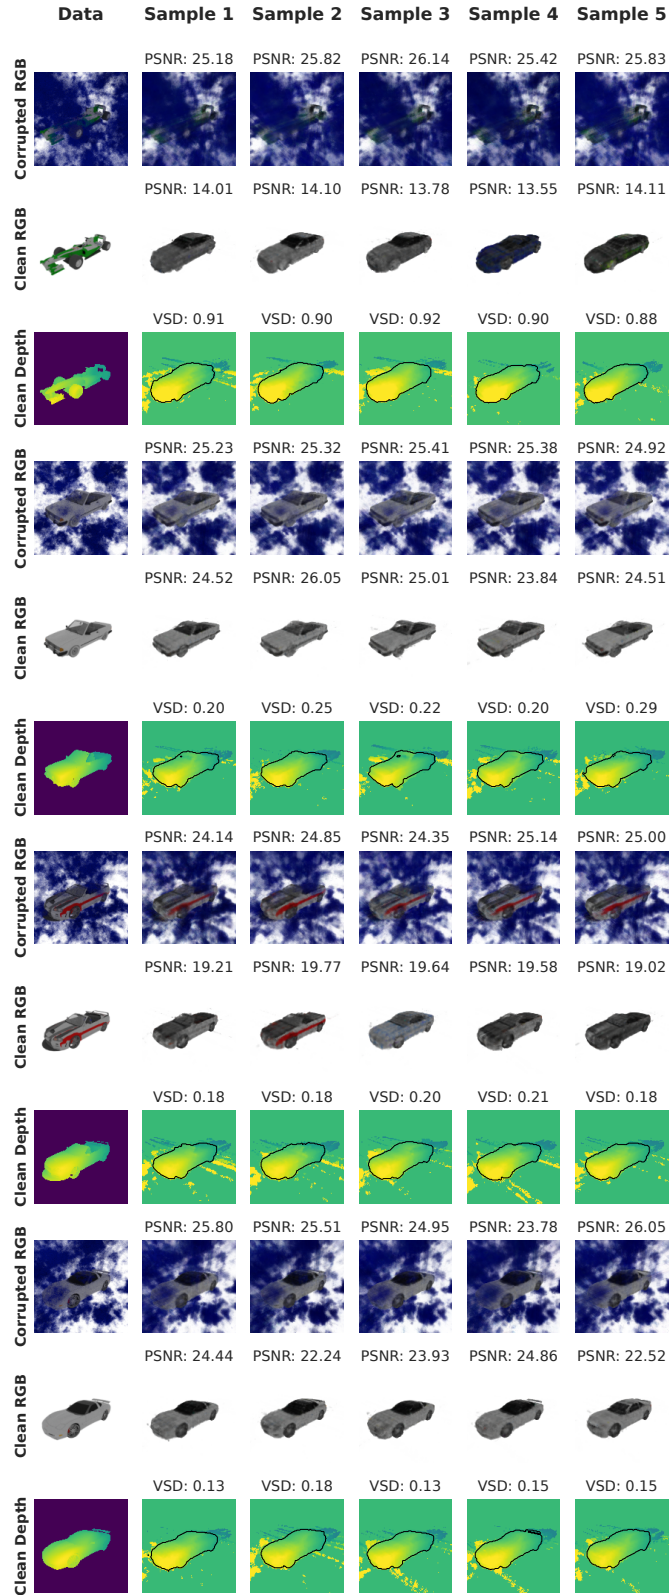 Data Sample 1 Sample 2 Sample 3 Sample 4 Sample 5
PSNR: 25.18 PSNR: 25.82 PSNR: 26.14 PSNR: 25.42 PSNR: 25.83
Corrupted RGB
PSNR: 14.01 PSNR: 14.10 PSNR: 13.78 PSNR: 13.55 PSNR: 14.11
Clean RGB
VSD: 0.91 VSD: 0.90 VSD: 0.92 VSD: 0.90 VSD: 0.88
Clean Depth
PSNR: 25.23 PSNR: 25.32 PSNR: 25.41 PSNR: 25.38 PSNR: 24.92
Corrupted RGB
PSNR: 24.52 PSNR: 26.05 PSNR: 25.01 PSNR: 23.84 PSNR: 24.51
Clean RGB
VSD: 0.20 VSD: 0.25 VSD: 0.22 VSD: 0.20 VSD: 0.29
Clean Depth
PSNR: 24.14 PSNR: 24.85 PSNR: 24.35 PSNR: 25.14 PSNR: 25.00
Corrupted RGB
PSNR: 19.21 PSNR: 19.77 PSNR: 19.64 PSNR: 19.58 PSNR: 19.02
Clean RGB
VSD: 0.18 VSD: 0.18 VSD: 0.20 VSD: 0.21 VSD: 0.18
Clean Depth
PSNR: 25.80 PSNR: 25.51 PSNR: 24.95 PSNR: 23.78 PSNR: 26.05
Corrupted RGB
PSNR: 24.44 PSNR: 22.24 PSNR: 23.93 PSNR: 24.86 PSNR: 22.52
Clean RGB
VSD: 0.13 VSD: 0.18 VSD: 0.13 VSD: 0.15 VSD: 0.15
Clean Depth